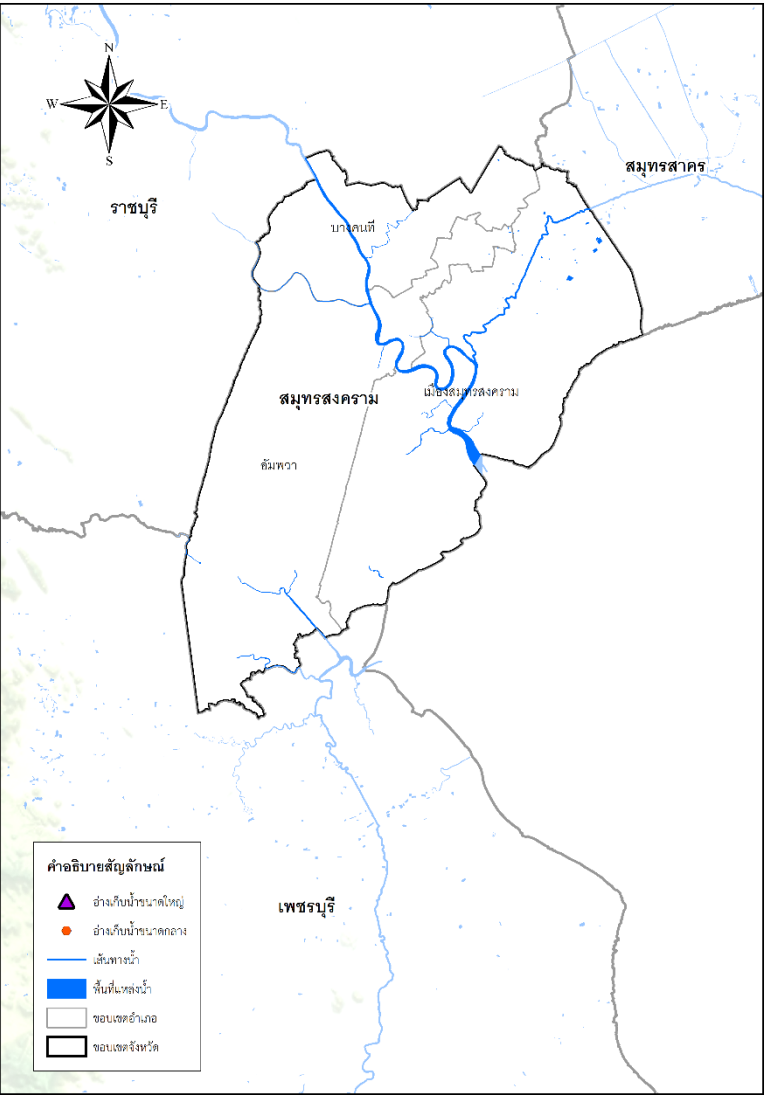 N
W E
S
สมุทรสาคร
ราชบุรี
บางคนที
สมุทรสงคราม
เมืองสมุทรสงคราม
อัมพวา
เพชรบุรี
คำอธิบายสัญลักษณ์
อ่างเก็บน้ำขนาดใหญ่
อ่างเก็บน้ำขนาดกลาง
เส้นทางน้ำ
พื้นที่แหล่งน้ำ
ขอบเขตอำเภอ
ขอบเขตจังหวัด